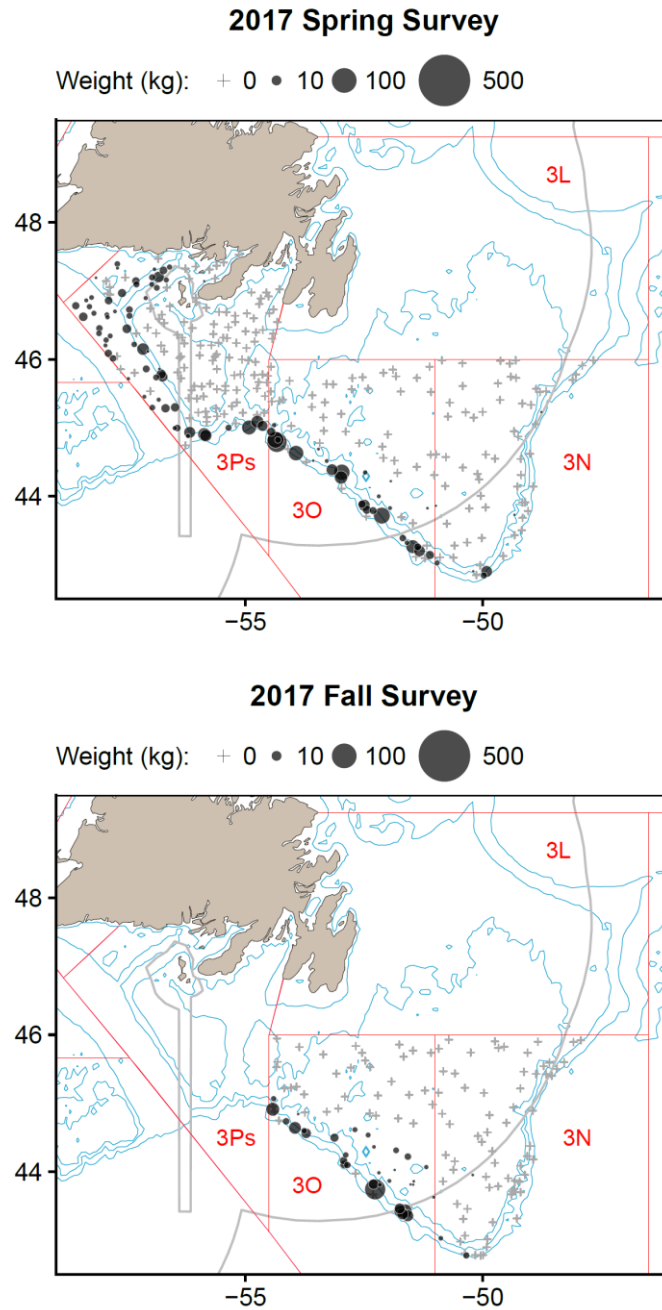 2017 Spring Survey
Weight (kg): + 0 ● 10 ● 100 ● 500
3L
48
46
3Ps
3N
44
3O
−55 −50
2017 Fall Survey
Weight (kg): + 0 ● 10 ● 100 ● 500
3L
48
46
3Ps
3N
44
3O
−55 −50